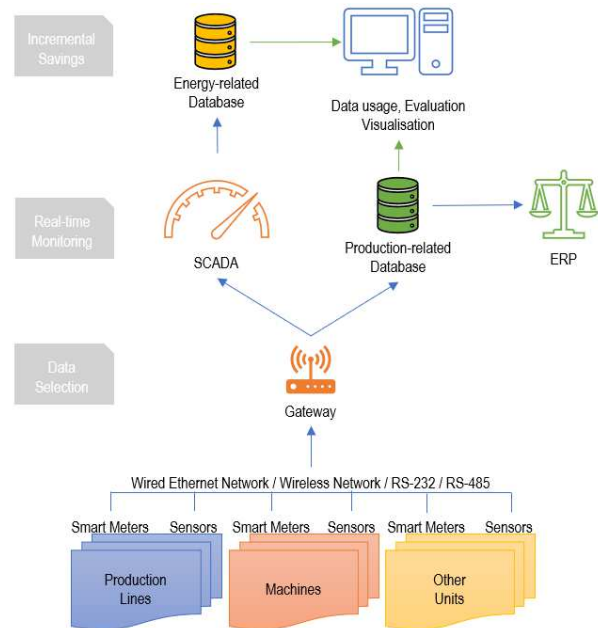 Incremental
Savings
Energy-related
Database
Data usage, Evaluation
Visualisation
Real-time
Monitoring
SCADA
Production-related
Database
ERP
Data
Selection
Gateway
Wired Ethernet Network / Wireless Network / RS-232 / RS-485
Smart Meters Sensors Smart Meters Sensors Smart Meters Sensors
Production
Lines
Machines
Other
Units